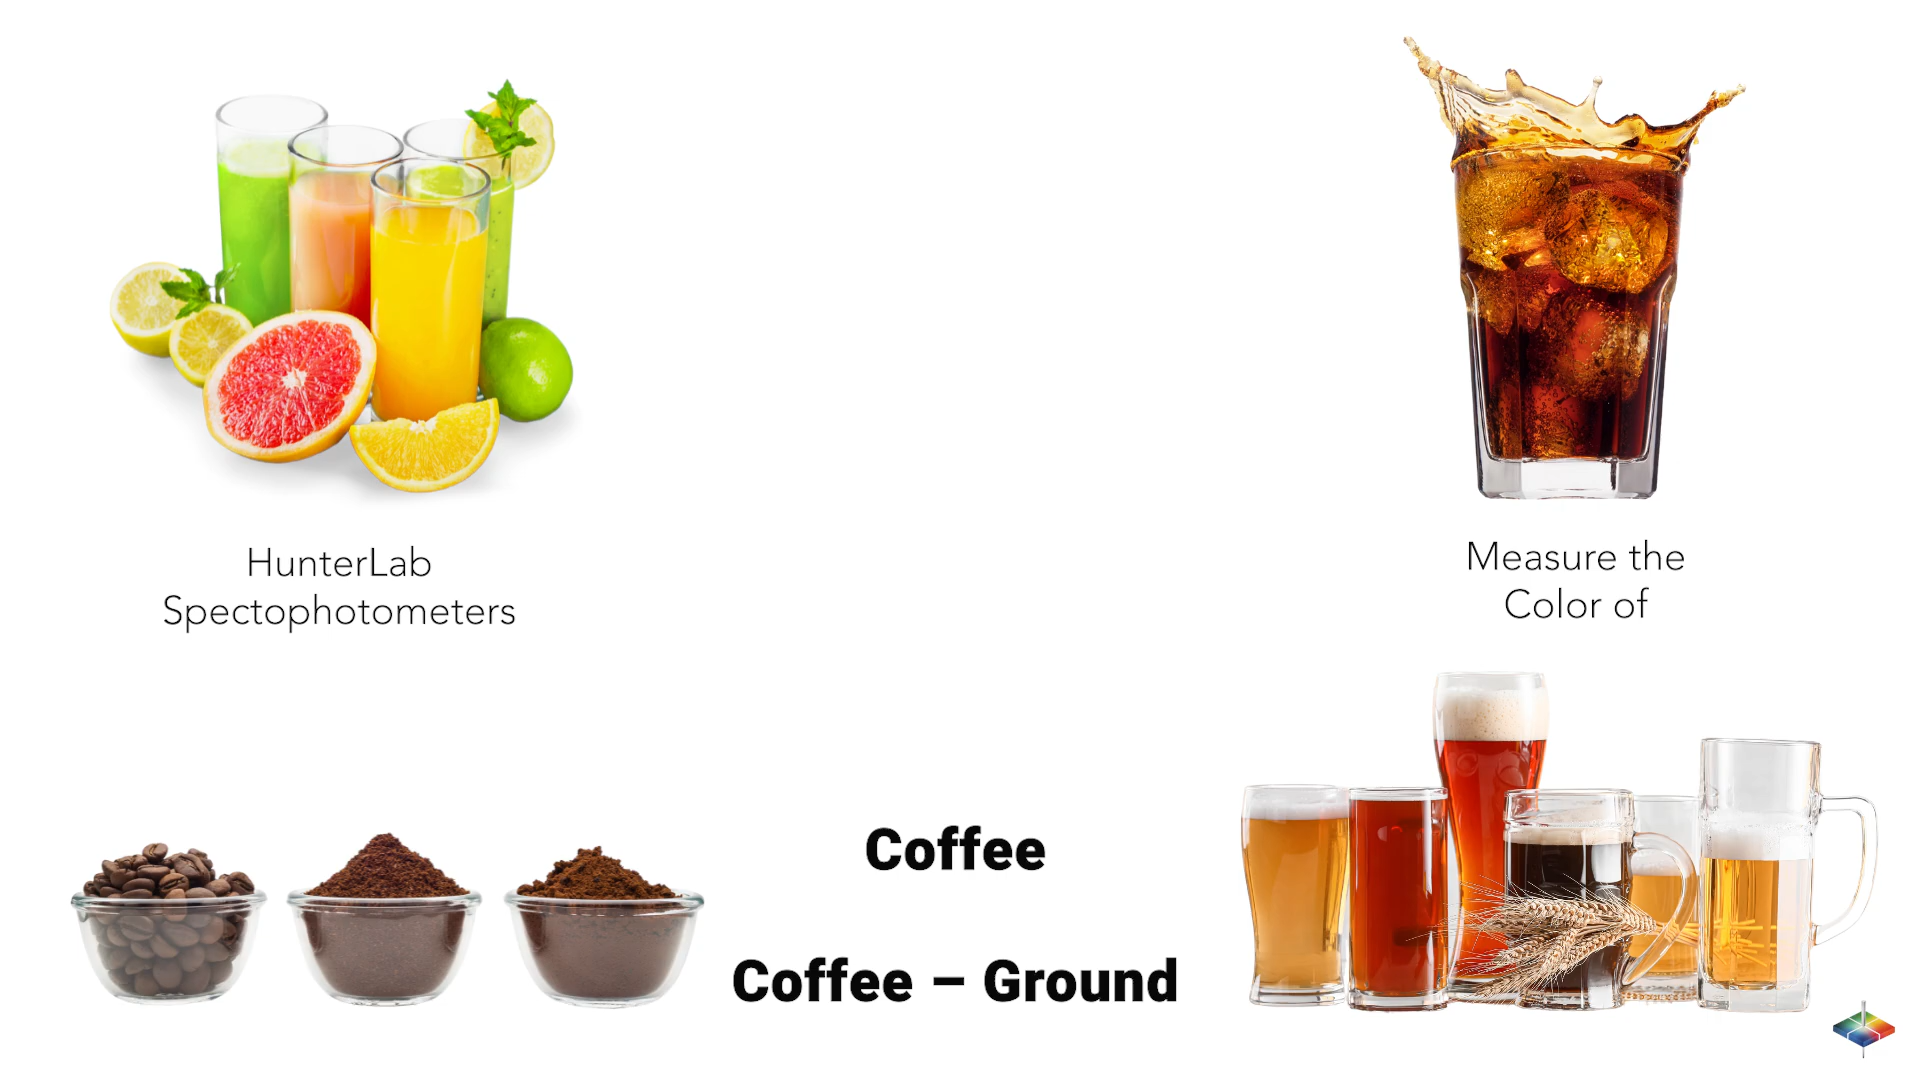 HunterLab
Spectophotometers
Measure the
Color of
Coffee
Coffee – Ground